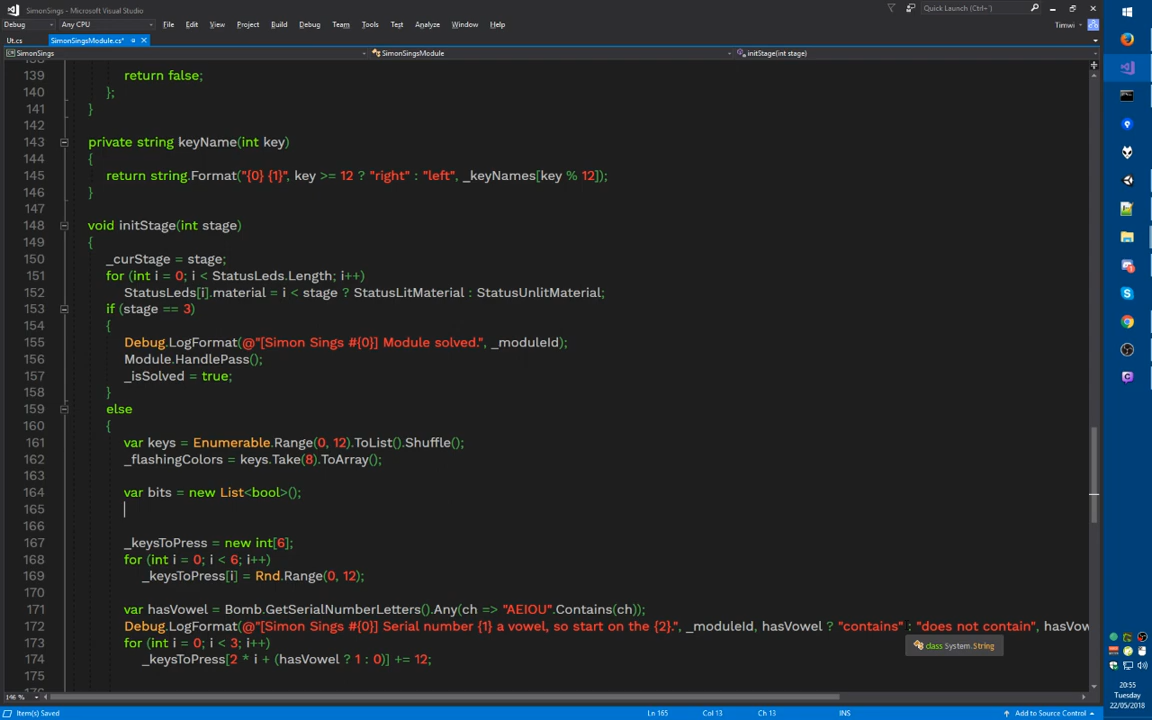 SimonSings - Microsoft Visual Studio
Quick Launch (Ctrl+`)
File Edit View Project Build Debug Team Tools Test Analyze Window Help
Timwi
Debug Any CPU
Ut.cs SimonSingsModule.cs*
SimonSings SimonSingsModule initStage(int stage)
139 return false;
140 };
141 }
142
143 private string keyName(int key)
144 {
145 return string.Format("{0} {1}", key >= 12 ? "right" : "left", _keyNames[key % 12]);
146 }
147
148 void initStage(int stage)
149 {
150 _curStage = stage;
151 for (int i = 0; i < StatusLeds.Length; i++)
152 StatusLeds[i].material = i < stage ? StatusLitMaterial : StatusUnlitMaterial;
153 if (stage == 3)
154 {
155 Debug.LogFormat(@"[Simon Sings #{0}] Module solved.", _moduleId);
156 Module.HandlePass();
157 _isSolved = true;
158 }
159 else
160 {
161 var keys = Enumerable.Range(0, 12).ToList().Shuffle();
162 _flashingColors = keys.Take(8).ToArray();
163
164 var bits = new List<bool>();
165
166
167 _keysToPress = new int[6];
168 for (int i = 0; i < 6; i++)
169 _keysToPress[i] = Rnd.Range(0, 12);
170
171 var hasVowel = Bomb.GetSerialNumberLetters().Any(ch => "AEIOU".Contains(ch));
172 Debug.LogFormat(@"[Simon Sings #{0}] Serial number {1} a vowel, so start on the {2}.", _moduleId, hasVowel ? "contains" : "does not contain", hasVow
173 for (int i = 0; i < 3; i++)
class System.String
174 _keysToPress[2 * i + (hasVowel ? 1 : 0)] += 12;
175
146 %
Item(s) Saved Ln 165 Col 13 Ch 13 INS Add to Source Control
20:55
Tuesday
22/05/2018